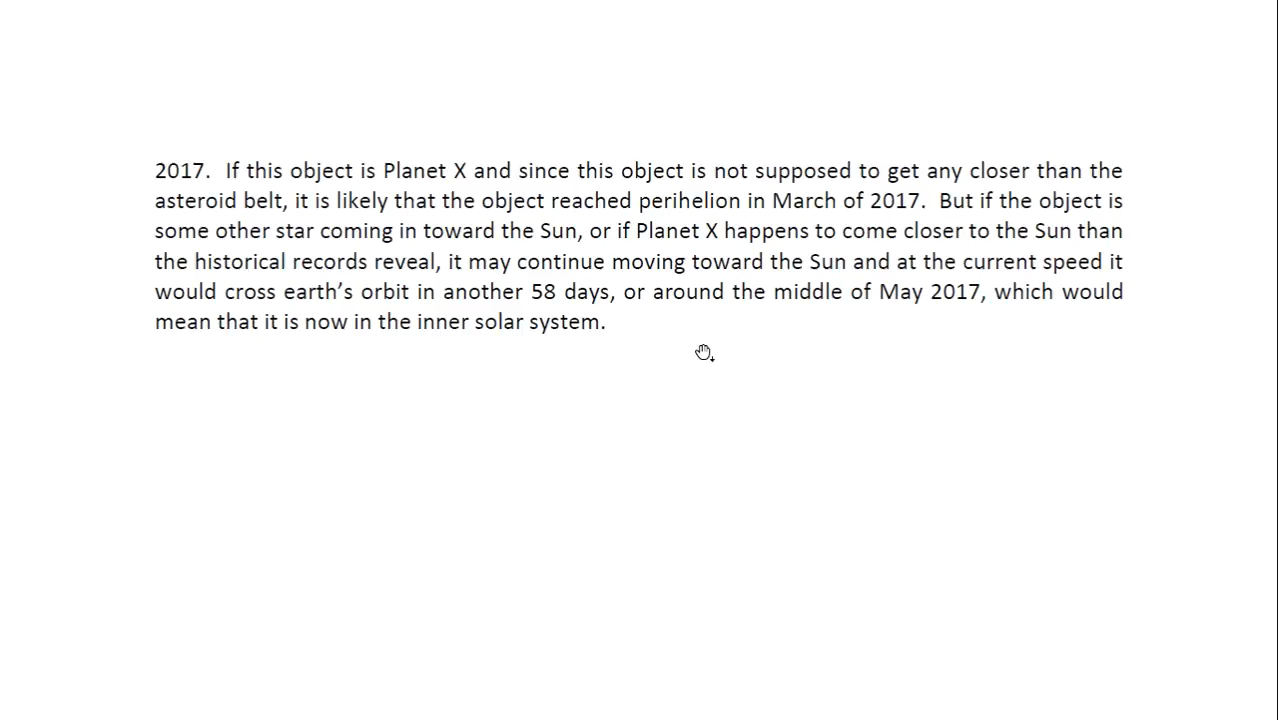 2017.  If this object is Planet X and since this object is not supposed to get any closer than the
asteroid belt, it is likely that the object reached perihelion in March of 2017.  But if the object is
some other star coming in toward the Sun, or if Planet X happens to come closer to the Sun than
the historical records reveal, it may continue moving toward the Sun and at the current speed it
would cross earth’s orbit in another 58 days, or around the middle of May 2017, which would
mean that it is now in the inner solar system.